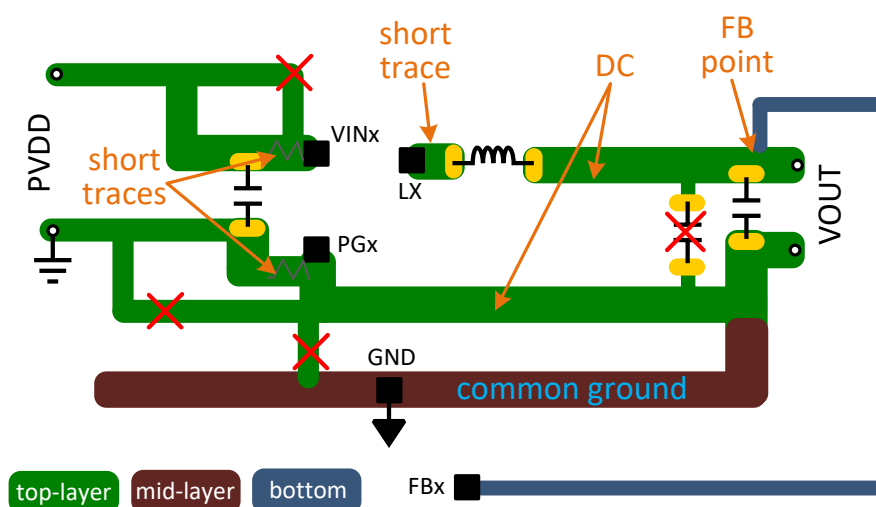 short
trace
FB
point
DC
PVDD
VINx
short
traces
LX
VOUT
PGx
GND
common ground
top-layer
mid-layer
bottom
FBx